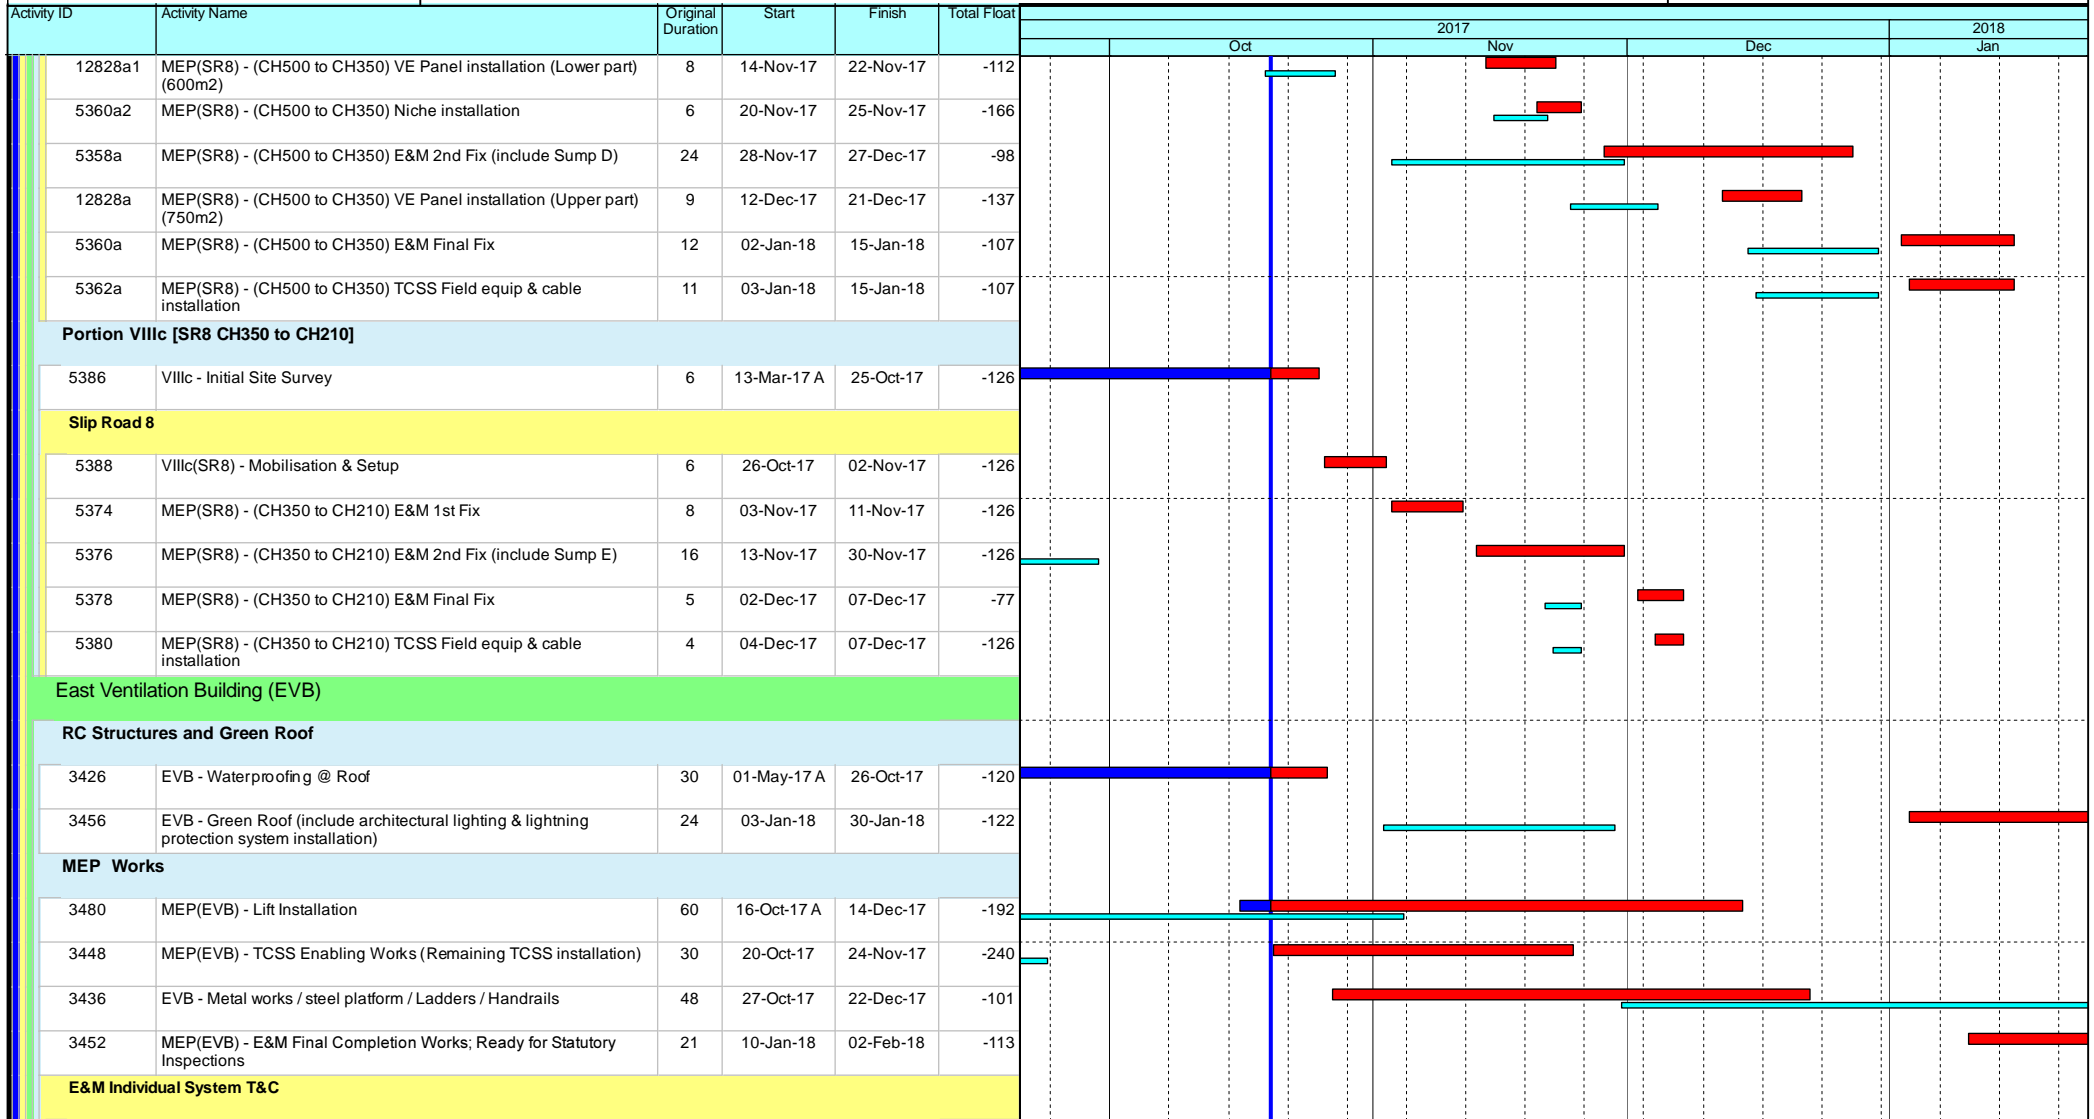 Activity ID Activity Name Original Duration Start Finish Total Float
2017 2018
Oct Nov Dec Jan
12828a1 MEP(SR8) - (CH500 to CH350) VE Panel installation (Lower part) 8 14-Nov-17 22-Nov-17 -112
(600m2)
5360a2 MEP(SR8) - (CH500 to CH350) Niche installation 6 20-Nov-17 25-Nov-17 -166
5358a MEP(SR8) - (CH500 to CH350) E&M 2nd Fix (include Sump D) 24 28-Nov-17 27-Dec-17 -98
12828a MEP(SR8) - (CH500 to CH350) VE Panel installation (Upper part) 9 12-Dec-17 21-Dec-17 -137
(750m2)
5360a MEP(SR8) - (CH500 to CH350) E&M Final Fix 12 02-Jan-18 15-Jan-18 -107
5362a MEP(SR8) - (CH500 to CH350) TCSS Field equip & cable 11 03-Jan-18 15-Jan-18 -107
installation
Portion VIIIc [SR8 CH350 to CH210]
5386 VIIIc - Initial Site Survey 6 13-Mar-17 A 25-Oct-17 -126
Slip Road 8
5388 VIIIc(SR8) - Mobilisation & Setup 6 26-Oct-17 02-Nov-17 -126
5374 MEP(SR8) - (CH350 to CH210) E&M 1st Fix 8 03-Nov-17 11-Nov-17 -126
5376 MEP(SR8) - (CH350 to CH210) E&M 2nd Fix (include Sump E) 16 13-Nov-17 30-Nov-17 -126
5378 MEP(SR8) - (CH350 to CH210) E&M Final Fix 5 02-Dec-17 07-Dec-17 -77
5380 MEP(SR8) - (CH350 to CH210) TCSS Field equip & cable 4 04-Dec-17 07-Dec-17 -126
installation
East Ventilation Building (EVB)
RC Structures and Green Roof
3426 EVB - Waterproofing @ Roof 30 01-May-17 A 26-Oct-17 -120
3456 EVB - Green Roof (include architectural lighting & lightning 24 03-Jan-18 30-Jan-18 -122
protection system installation)
MEP Works
3480 MEP(EVB) - Lift Installation 60 16-Oct-17 A 14-Dec-17 -192
3448 MEP(EVB) - TCSS Enabling Works (Remaining TCSS installation) 30 20-Oct-17 24-Nov-17 -240
3436 EVB - Metal works / steel platform / Ladders / Handrails 48 27-Oct-17 22-Dec-17 -101
3452 MEP(EVB) - E&M Final Completion Works; Ready for Statutory 21 10-Jan-18 02-Feb-18 -113
Inspections
E&M Individual System T&C